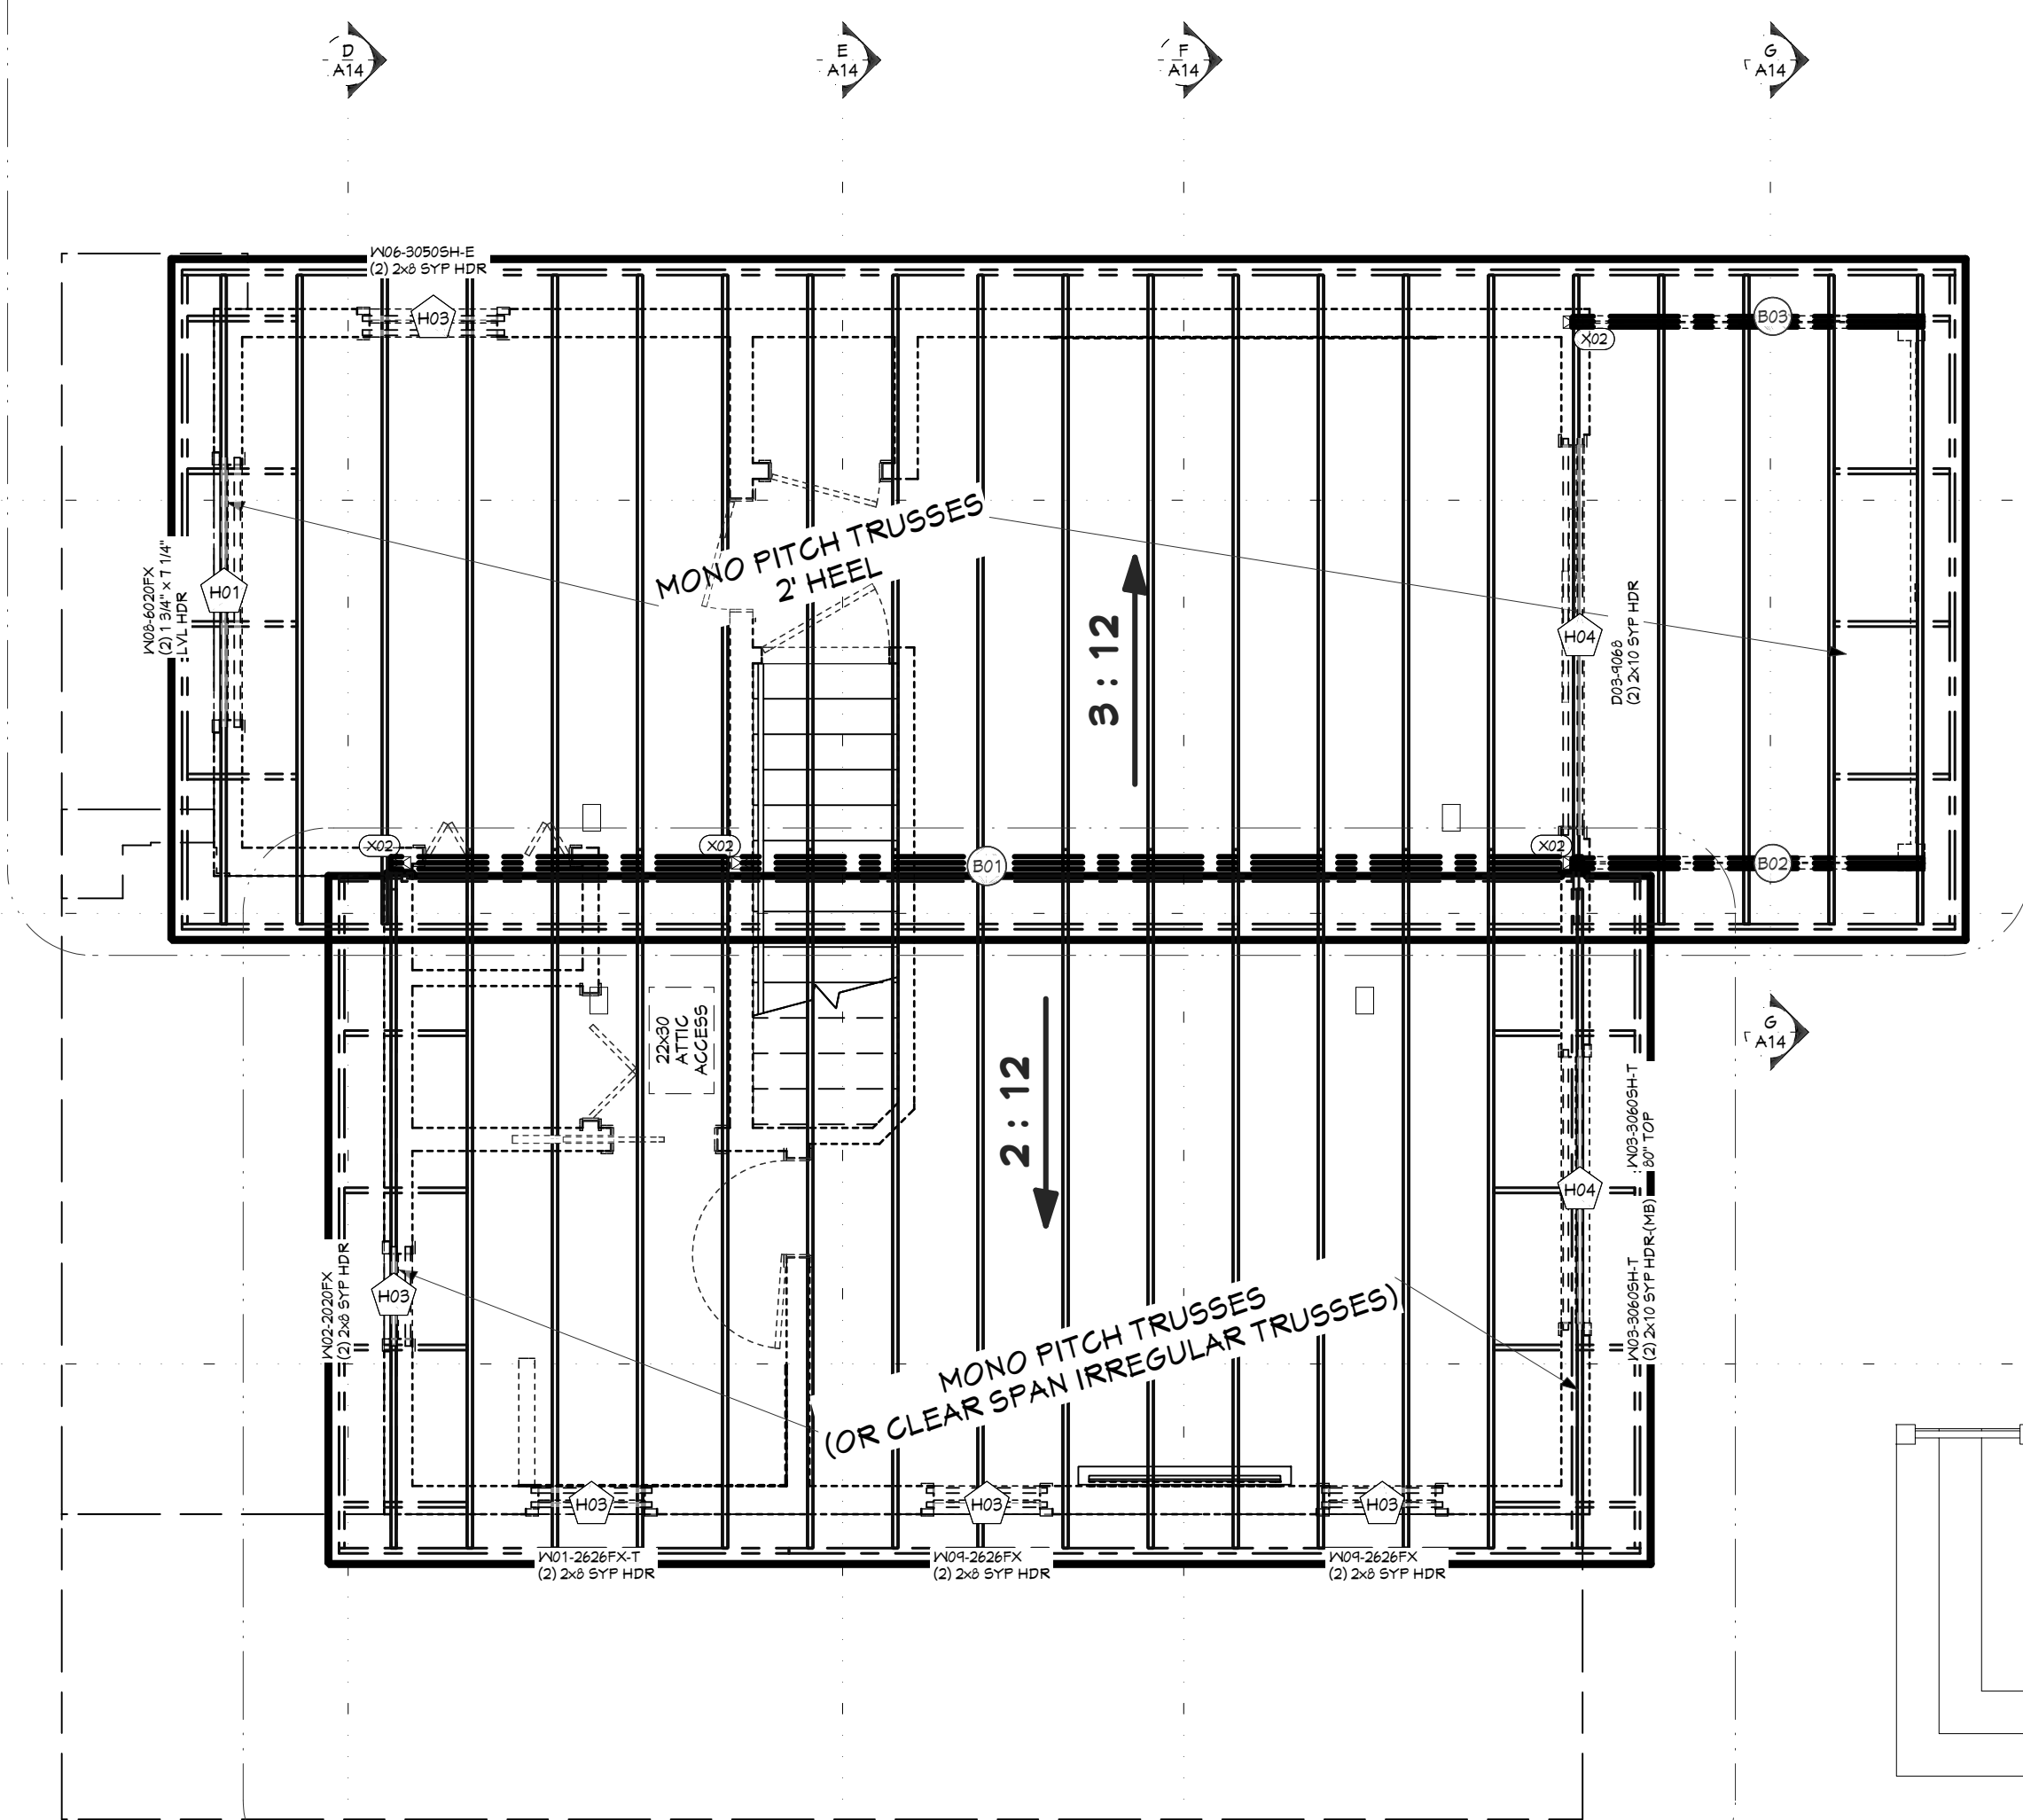 D
A14
E
A14
F
A14
G
A14
W06-3050SH-E
(2) 2x8 SYP HDR
H03
B03
X02
MONO PITCH TRUSSES
2' HEEL
W08-6020FX
(2) 1 3/4" x 7 1/4"
LVL HDR
H01
3 : 12
H04
D03-9068
(2) 2x10 SYP HDR
X02
X02
X02
B01
B02
22x30
ATTIC
ACCESS
2 : 12
G
A14
W03-3060SH-T
80" TOP
H04
W03-3060SH-T
(2) 2x10 SYP HDR-(MB)
W02-2020FX
(2) 2x8 SYP HDR
H03
MONO PITCH TRUSSES
(OR CLEAR SPAN IRREGULAR TRUSSES)
H03
H03
H03
W01-2626FX-T
(2) 2x8 SYP HDR
W09-2626FX
(2) 2x8 SYP HDR
W09-2626FX
(2) 2x8 SYP HDR